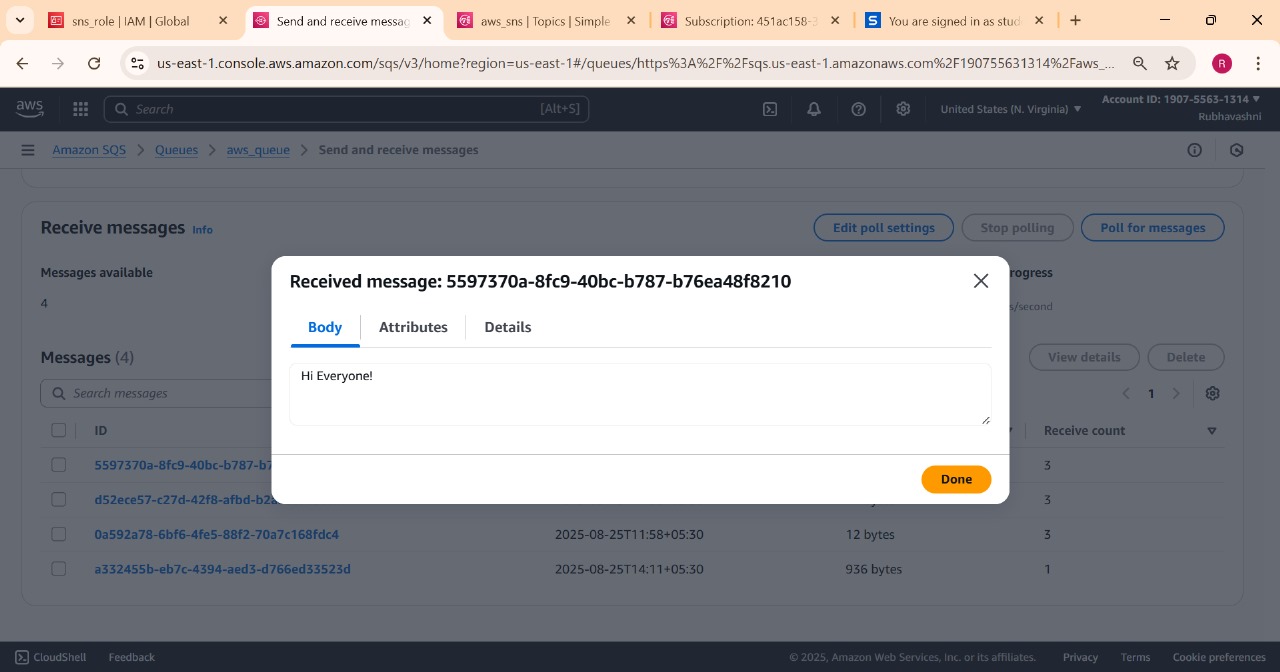 sns_role | IAM | Global
Send and receive messag
aws_sns | Topics | Simple
Subscription: 451ac158-3
S You are signed in as stud
us-east-1.console.aws.amazon.com/sqs/v3/home?region=us-east-1#/queues/https%3A%2F%2Fsqs.us-east-1.amazonaws.com%2F190755631314%2Faws_...
R
aws
Search [Alt+S]
United States (N. Virginia)
Account ID: 1907-5563-1314
Rubhavashni
Amazon SQS > Queues > aws_queue > Send and receive messages
Receive messages Info
Edit poll settings
Stop polling
Poll for messages
Messages available
4
rogress
s/second
Received message: 5597370a-8fc9-40bc-b787-b76ea48f8210
Body Attributes Details
Hi Everyone!
Done
Messages (4)
View details
Delete
Search messages
1
ID
Receive count
5597370a-8fc9-40bc-b787-b7
3
d52ece57-c27d-42f8-afbd-b2a
3
0a592a78-6bf6-4fe5-88f2-70a7c168fdc4 2025-08-25T11:58+05:30 12 bytes 3
a332455b-eb7c-4394-aed3-d766ed33523d 2025-08-25T14:11+05:30 936 bytes 1
CloudShell Feedback © 2025, Amazon Web Services, Inc. or its affiliates. Privacy Terms Cookie preferences